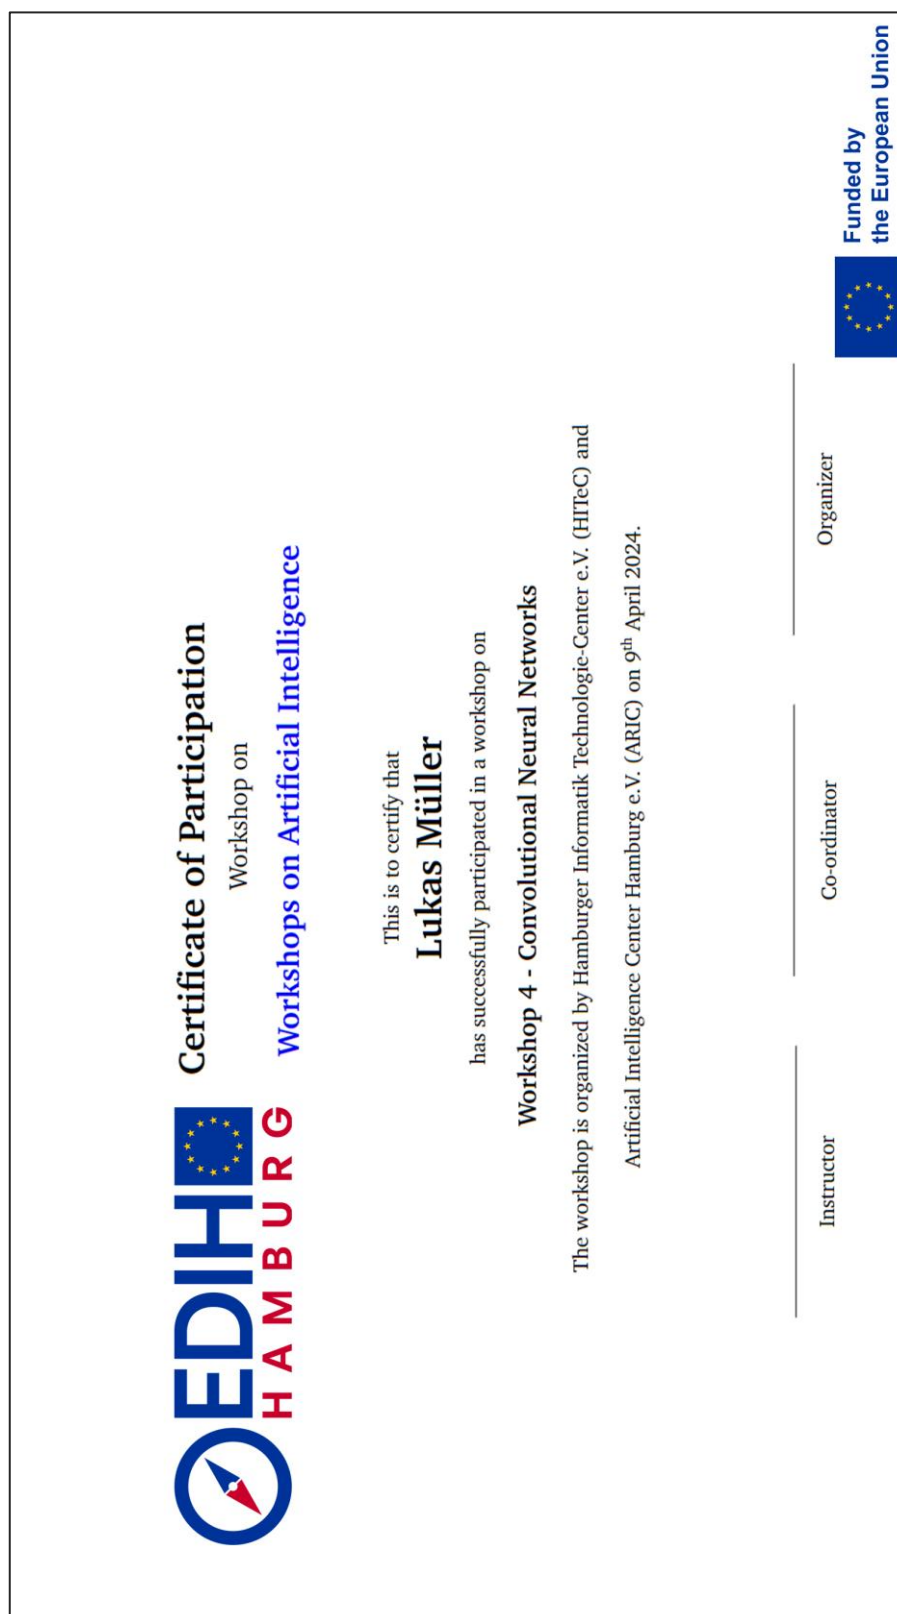 EDIH
HAMBURG
Certificate of Participation
Workshop on
Workshops on Artificial Intelligence
This is to certify that
Lukas Müller
has successfully participated in a workshop on
Workshop 4 - Convolutional Neural Networks
The workshop is organized by Hamburger Informatik Technologie-Center e.V. (HITeC) and
Artificial Intelligence Center Hamburg e.V. (ARIC) on 9th April 2024.
Instructor
Co-ordinator
Organizer
Funded by
the European Union